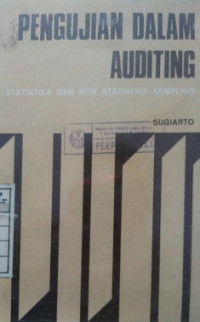 PENGUJIAN DALAM
AUDITING
STATISTIKA DAN NON STATISTIKA SAMPLING
SUGIARTO